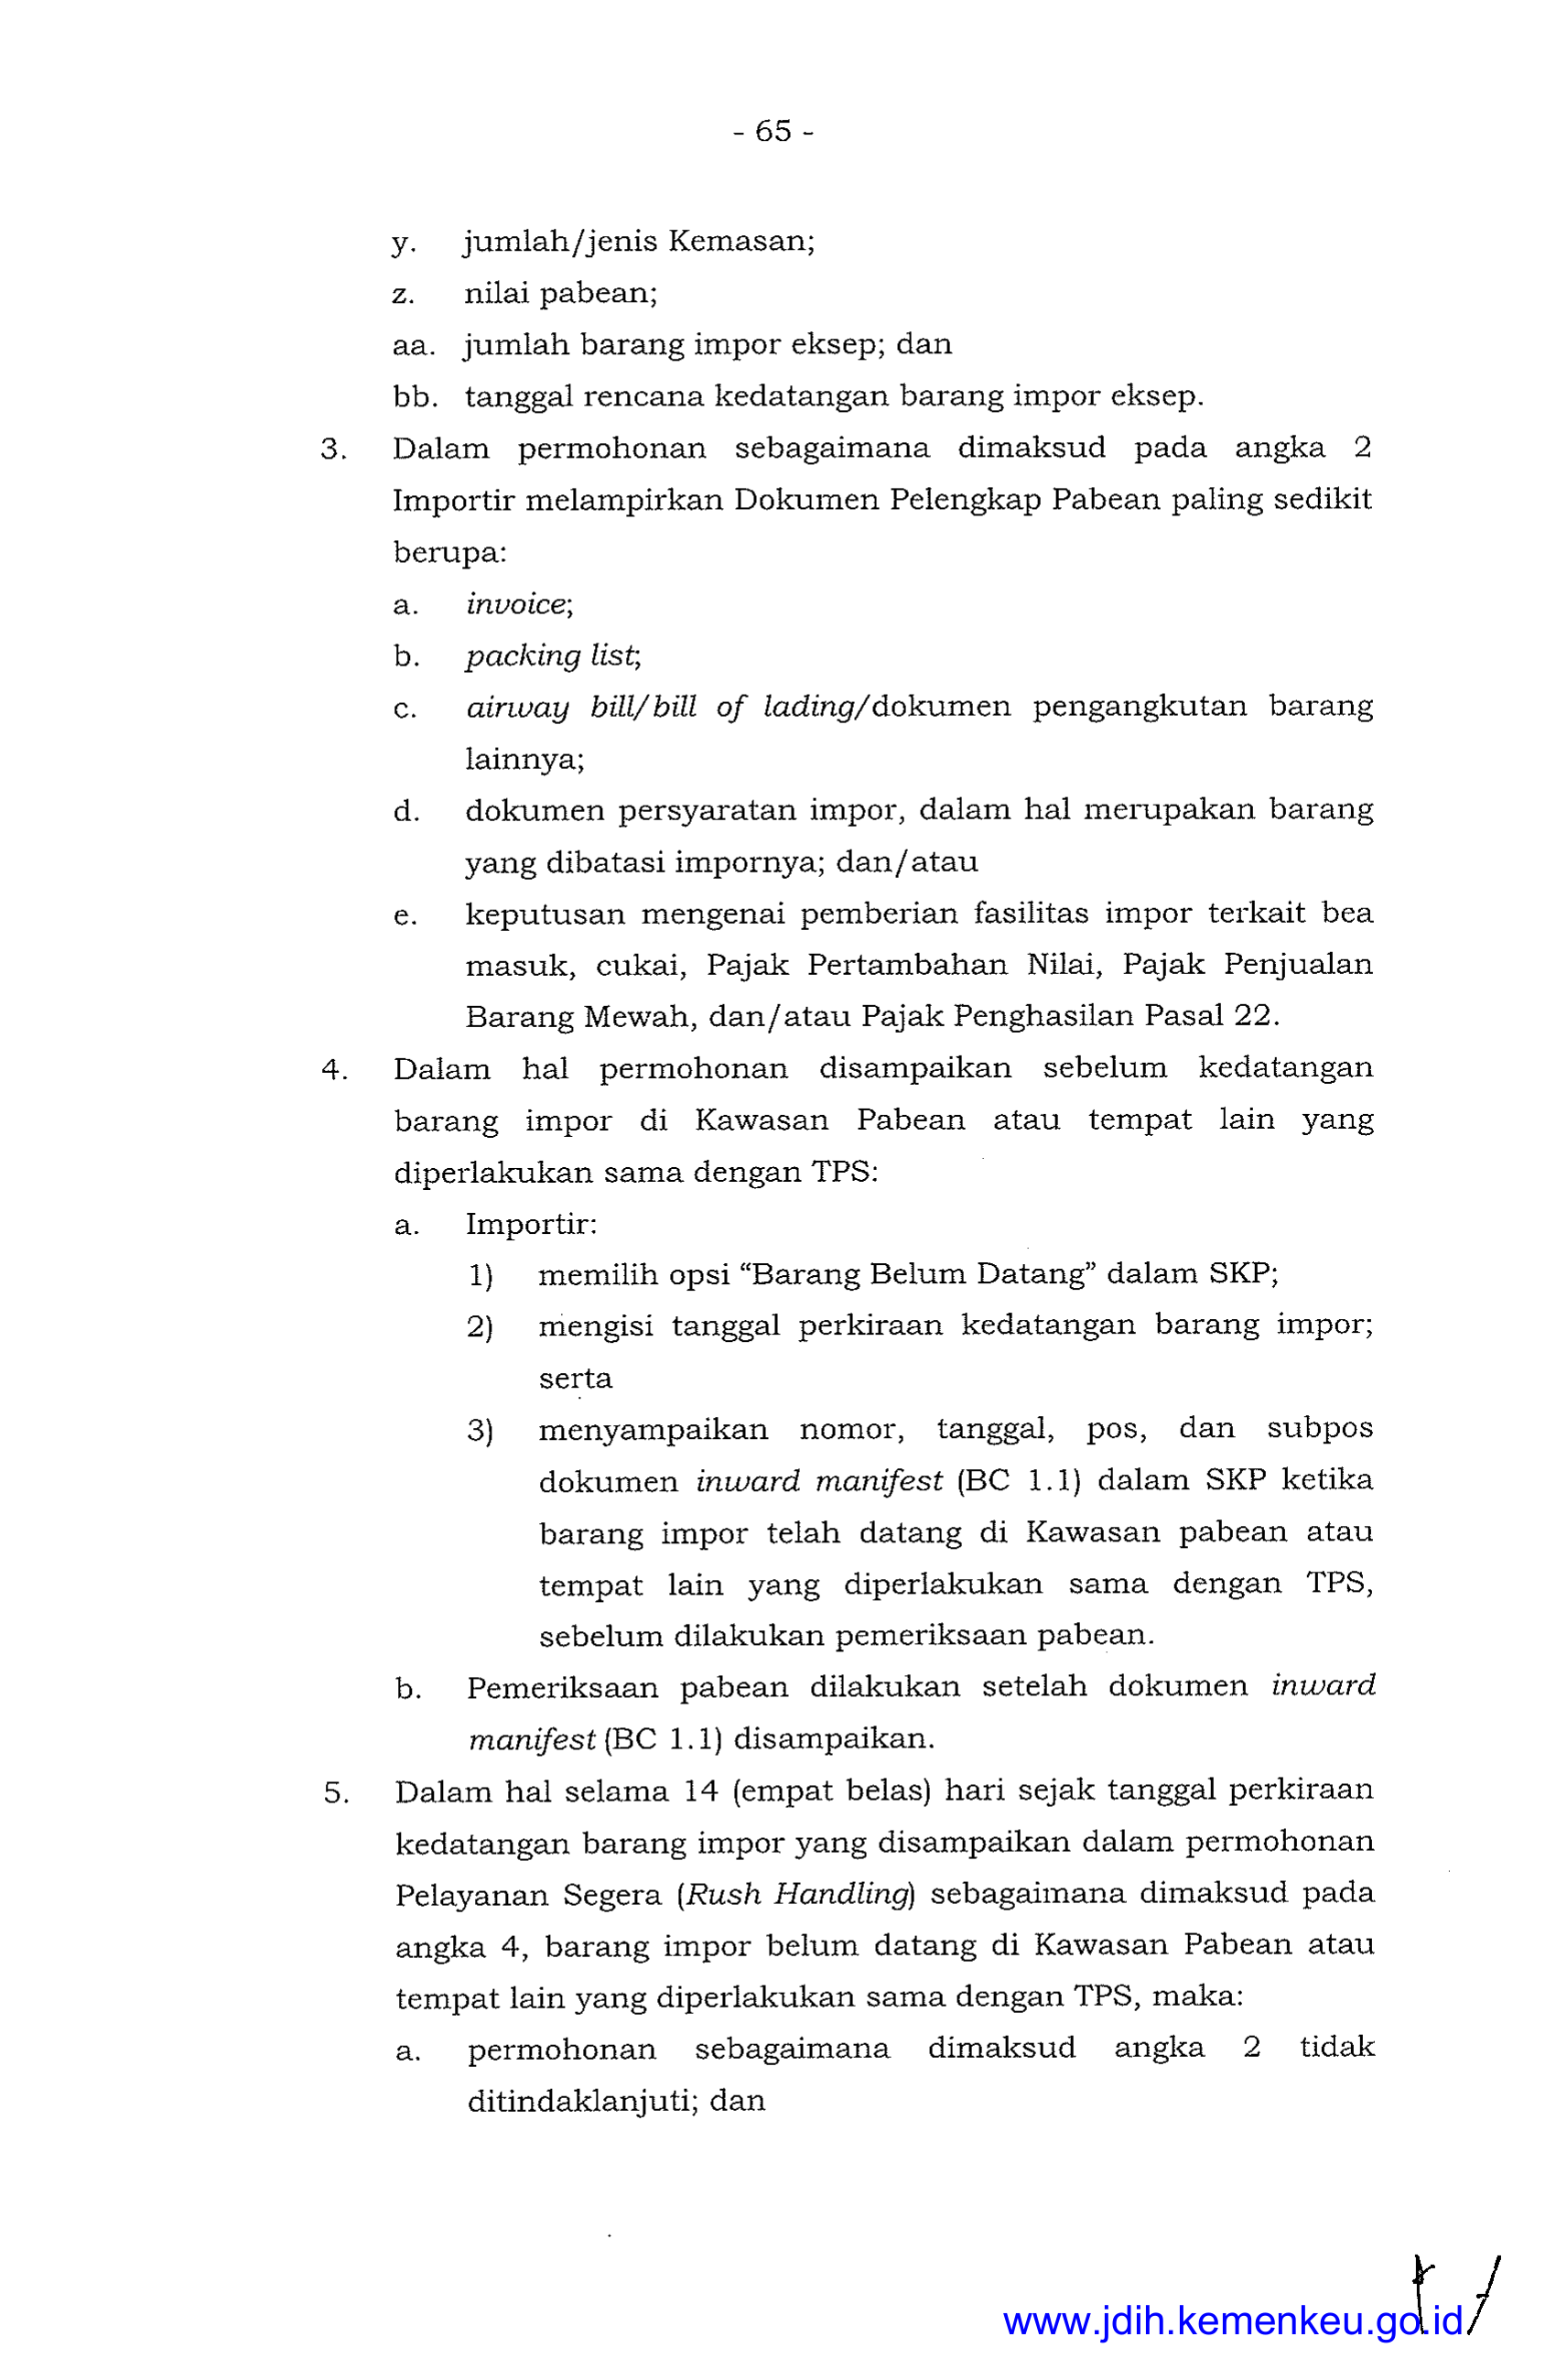 - 65 -
y. jumlah/jenis Kemasan;
z. nilai pabean;
aa. jumlah barang impor eksep; dan
bb. tanggal rencana kedatangan barang impor eksep.
3. Dalam permohonan sebagaimana dimaksud pada angka 2
Importir melampirkan Dokumen Pelengkap Pabean paling sedikit
berupa:
a. invoice;
b. packing list;
c. airway bill/bill of lading/dokumen pengangkutan barang
lainnya;
d. dokumen persyaratan impor, dalam hal merupakan barang
yang dibatasi impornya; dan/atau
e. keputusan mengenai pemberian fasilitas impor terkait bea
masuk, cukai, Pajak Pertambahan Nilai, Pajak Penjualan
Barang Mewah, dan/atau Pajak Penghasilan Pasal 22.
4. Dalam hal permohonan disampaikan sebelum kedatangan
barang impor di Kawasan Pabean atau tempat lain yang
diperlakukan sama dengan TPS:
a. Importir:
1) memilih opsi “Barang Belum Datang” dalam SKP;
2) mengisi tanggal perkiraan kedatangan barang impor;
serta
3) menyampaikan nomor, tanggal, pos, dan subpos
dokumen inward manifest (BC 1.1) dalam SKP ketika
barang impor telah datang di Kawasan pabean atau
tempat lain yang diperlakukan sama dengan TPS,
sebelum dilakukan pemeriksaan pabean.
b. Pemeriksaan pabean dilakukan setelah dokumen inward
manifest (BC 1.1) disampaikan.
5. Dalam hal selama 14 (empat belas) hari sejak tanggal perkiraan
kedatangan barang impor yang disampaikan dalam permohonan
Pelayanan Segera (Rush Handling) sebagaimana dimaksud pada
angka 4, barang impor belum datang di Kawasan Pabean atau
tempat lain yang diperlakukan sama dengan TPS, maka:
a. permohonan sebagaimana dimaksud angka 2 tidak
ditindaklanjuti; dan
www.jdih.kemenkeu.go.id